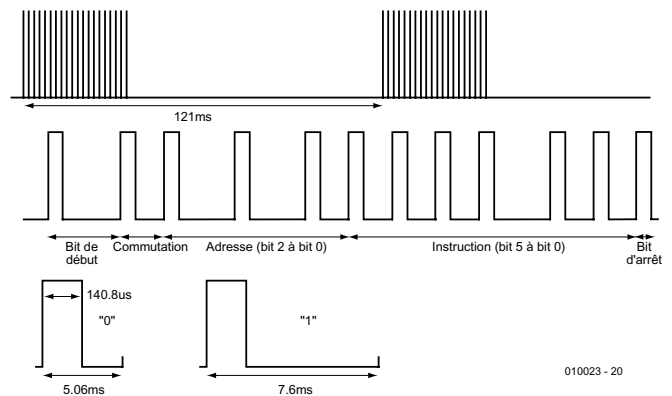 121ms
Bit de
début
Commutation
Adresse (bit 2 à bit 0)
Instruction (bit 5 à bit 0)
Bit
d'arrêt
140.8us
"0"
"1"
5.06ms
7.6ms
010023 - 20